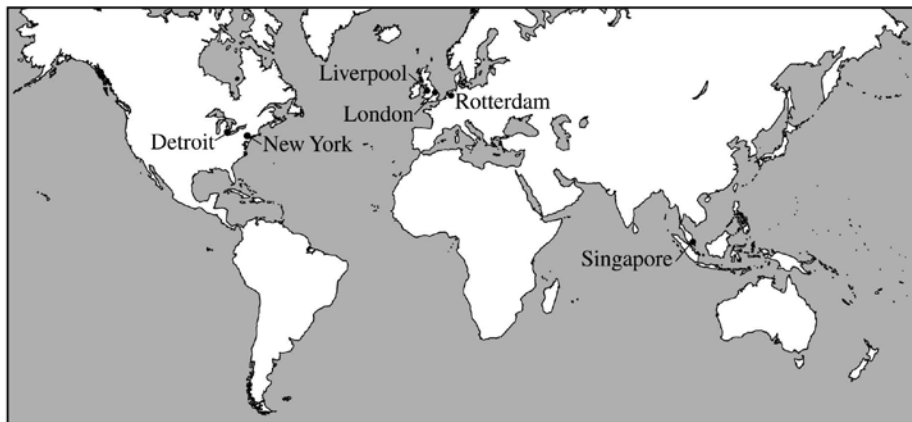 Liverpool
London
Rotterdam
Detroit
New York
Singapore